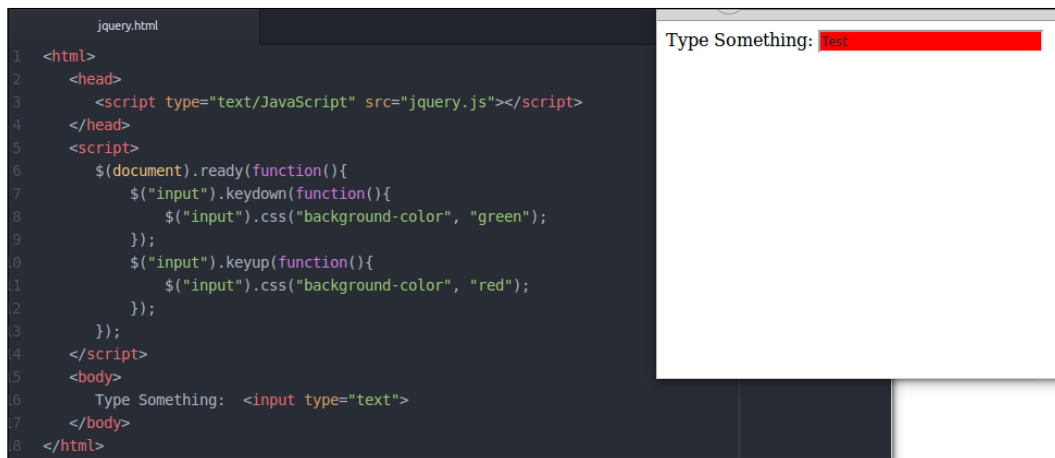 jquery.html
1 <html>
2 <head>
3 <script type="text/JavaScript" src="jquery.js"></script>
4 </head>
5 <script>
6 $(document).ready(function(){
7 $("input").keydown(function(){
8 $("input").css("background-color", "green");
9 });
10 $("input").keyup(function(){
11 $("input").css("background-color", "red");
12 });
13 });
14 </script>
15 <body>
16 Type Something:  <input type="text">
17 </body>
18 </html>
Type Something: Test